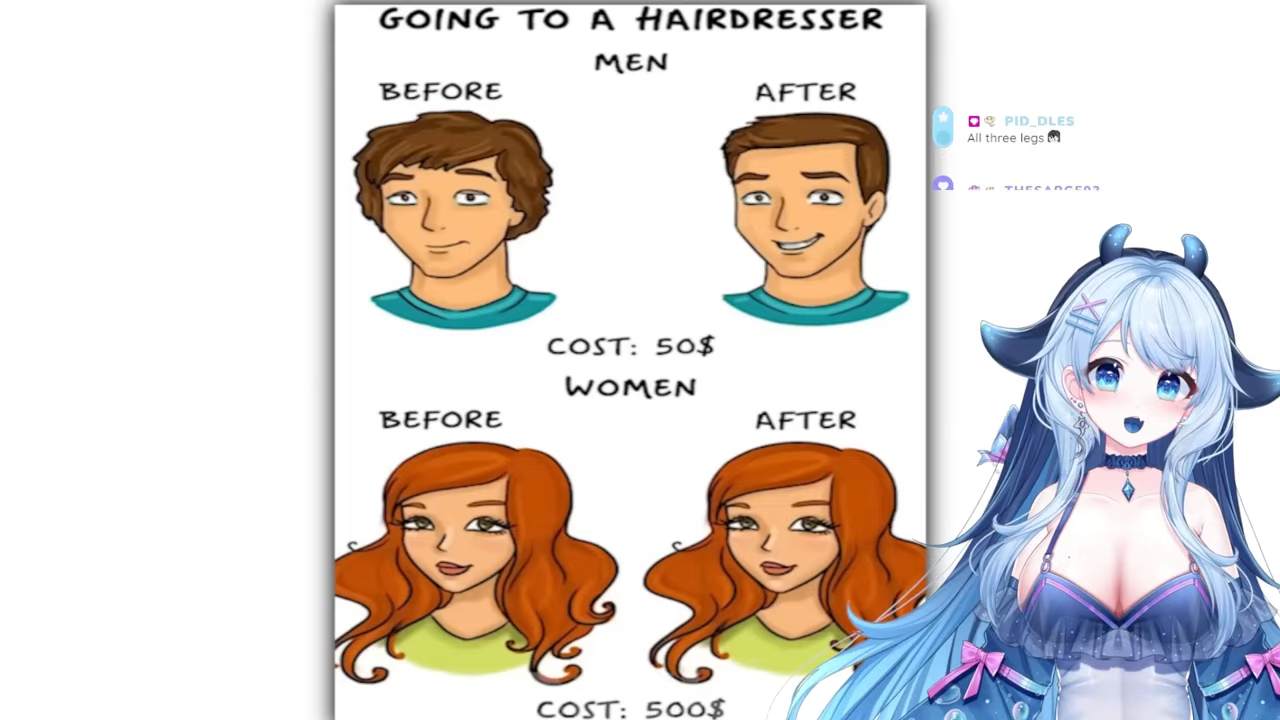 GOING TO A HAIRDRESSER
MEN
BEFORE
AFTER
COST: 50$
WOMEN
BEFORE
AFTER
COST: 500$
PID_DLES
All three legs